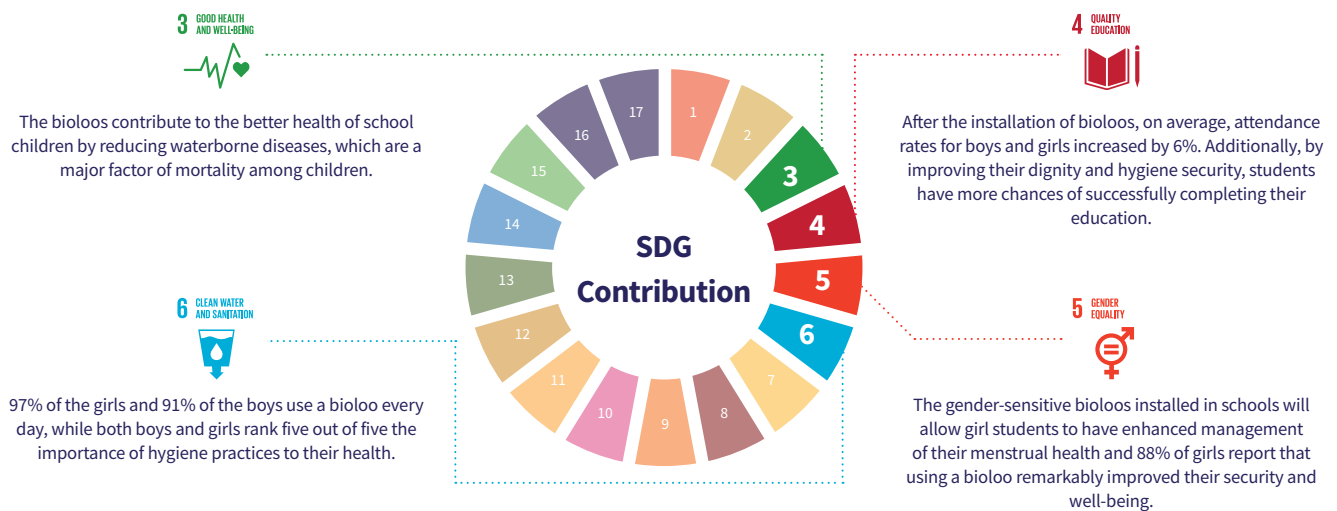 3 GOOD HEALTH
AND WELL-BEING
The bioloos contribute to the better health of school
children by reducing waterborne diseases, which are a
major factor of mortality among children.
4 QUALITY
EDUCATION
After the installation of bioloos, on average, attendance
rates for boys and girls increased by 6%. Additionally, by
improving their dignity and hygiene security, students
have more chances of successfully completing their
education.
SDG
Contribution
1
2
3
4
5
6
7
8
9
10
11
12
13
14
15
16
17
6 CLEAN WATER
AND SANITATION
97% of the girls and 91% of the boys use a bioloo every
day, while both boys and girls rank five out of five the
importance of hygiene practices to their health.
5 GENDER
EQUALITY
The gender-sensitive bioloos installed in schools will
allow girl students to have enhanced management
of their menstrual health and 88% of girls report that
using a bioloo remarkably improved their security and
well-being.